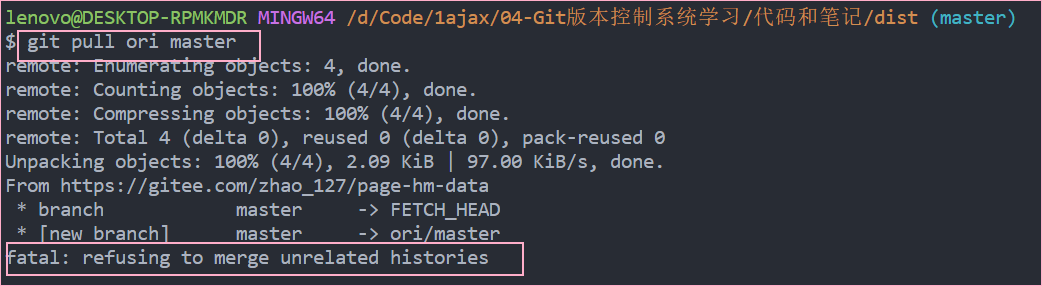 lenovo@DESKTOP-RPMKMDR MINGW64 /d/Code/1ajax/04-Git版本控制系统学习/代码和笔记/dist (master)
$ git pull ori master
remote: Enumerating objects: 4, done.
remote: Counting objects: 100% (4/4), done.
remote: Compressing objects: 100% (4/4), done.
remote: Total 4 (delta 0), reused 0 (delta 0), pack-reused 0
Unpacking objects: 100% (4/4), 2.09 KiB | 97.00 KiB/s, done.
From https://gitee.com/zhao_127/page-hm-data
 * branch            master     -> FETCH_HEAD
 * [new branch]      master     -> ori/master
fatal: refusing to merge unrelated histories